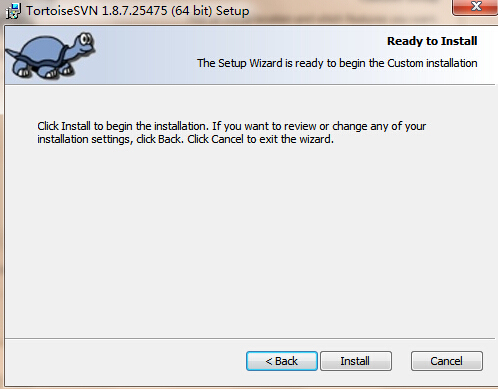 TortoiseSVN 1.8.7.25475 (64 bit) Setup
Ready to Install
The Setup Wizard is ready to begin the Custom installation
Click Install to begin the installation. If you want to review or change any of your
installation settings, click Back. Click Cancel to exit the wizard.
< Back
Install
Cancel